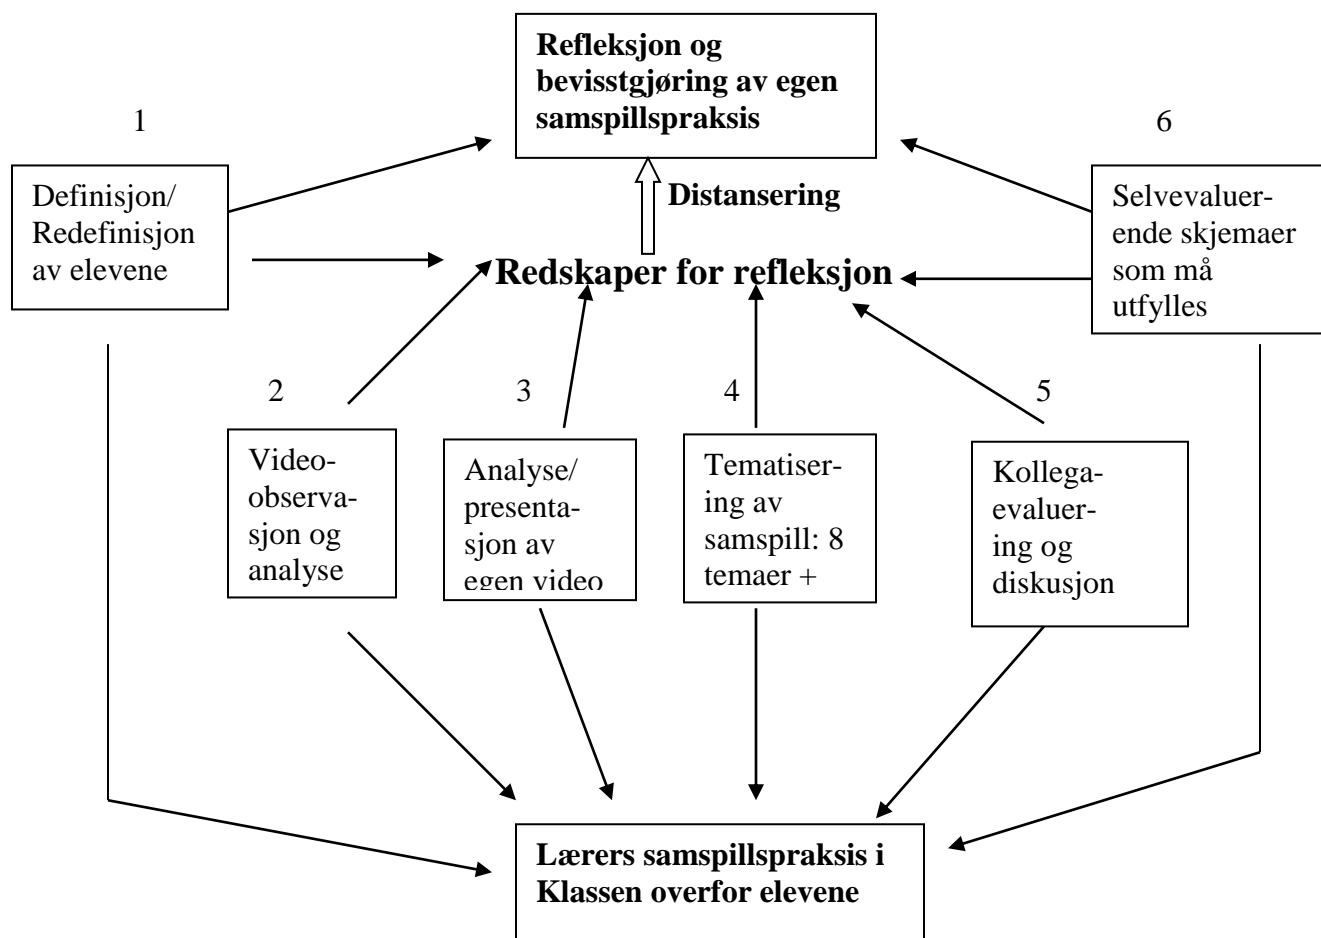 Refleksjon og
bevisstgjøring av egen
samspillspraksis
1
6
Definisjon/
Redefinisjon
av elevene
Distansering
Selvevaluer-
ende skjemaer
som må
utfylles
Redskaper for refleksjon
2
3
4
5
Video-
observa-
sjon og
analyse
Analyse/
presenta-
sjon av
egen video
Tematiser-
ing av
samspill: 8
temaer +
Kollega-
evaluer-
ing og
diskusjon
Lærers samspillspraksis i
Klassen overfor elevene